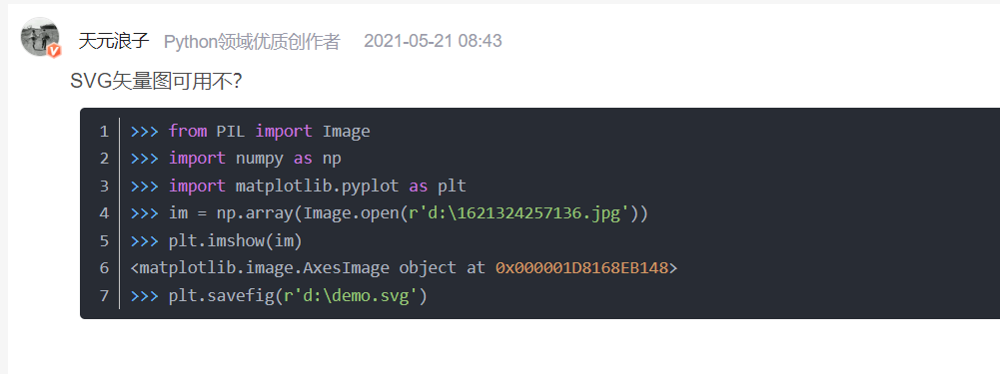 天元浪子 Python领域优质创作者 2021-05-21 08:43
SVG矢量图可用不?
1 >>> from PIL import Image
2 >>> import numpy as np
3 >>> import matplotlib.pyplot as plt
4 >>> im = np.array(Image.open(r'd:\1621324257136.jpg'))
5 >>> plt.imshow(im)
6 <matplotlib.image.AxesImage object at 0x000001D8168EB148>
7 >>> plt.savefig(r'd:\demo.svg')